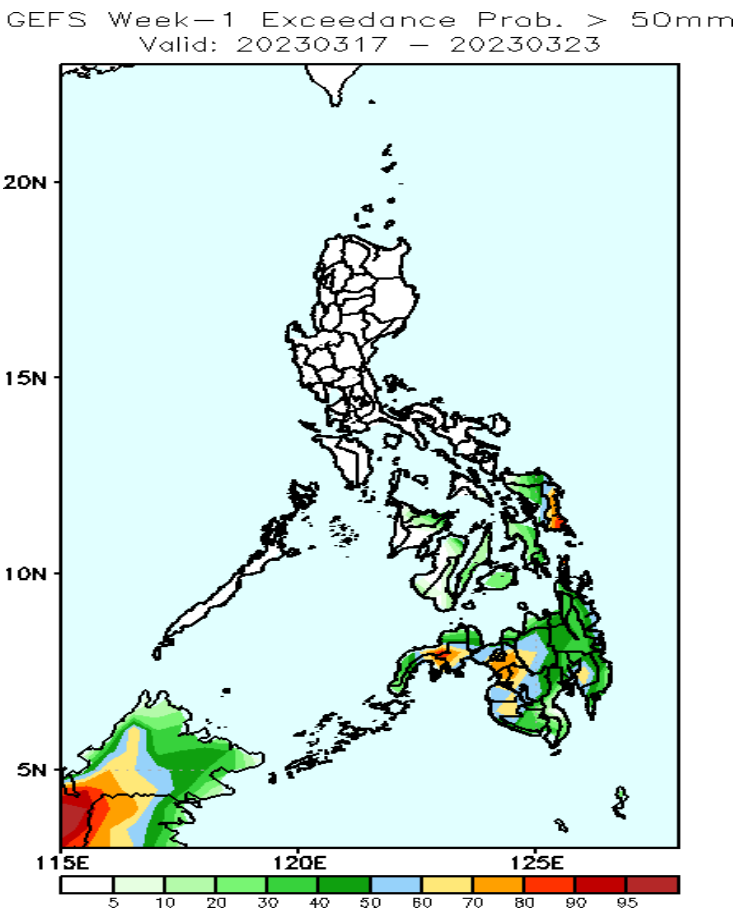 GEFS Week-1 Exceedance Prob. > 50mm
Valid: 20230317 - 20230323
20N
15N
10N
5N
115E 120E 125E
5 10 20 30 40 50 60 70 80 90 95